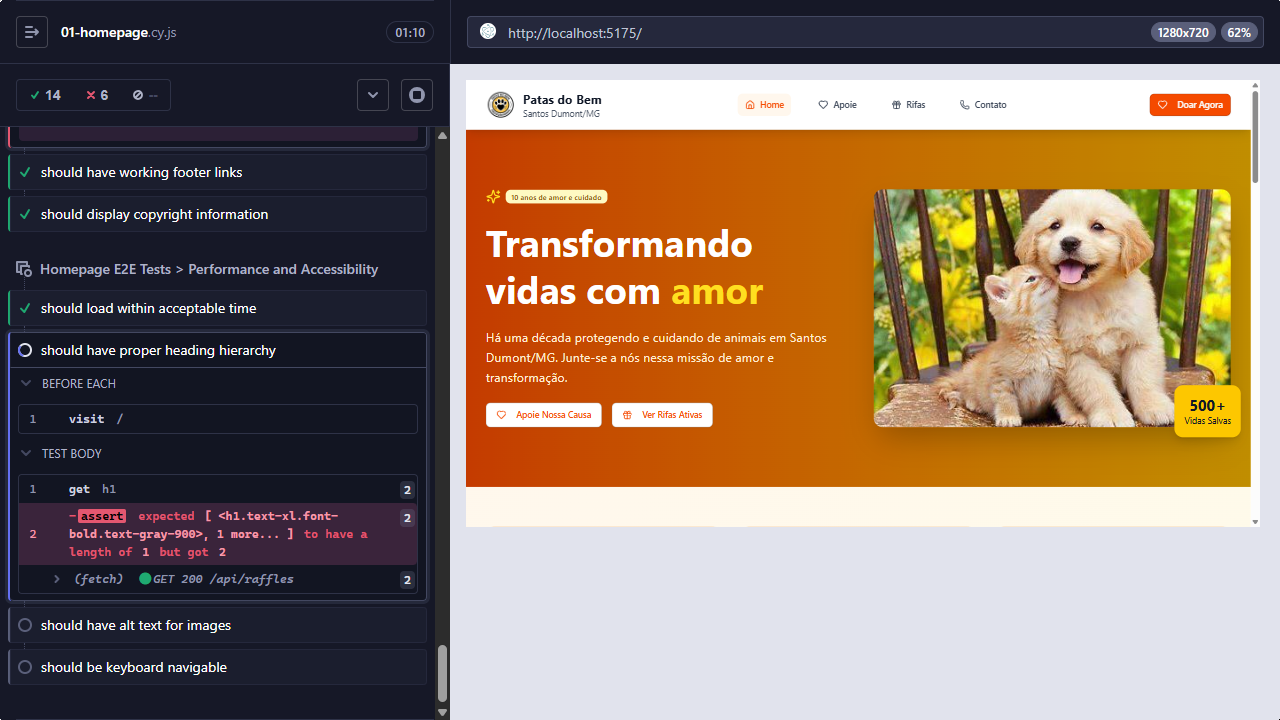 01-homepage.cy.js
01:10
14
6
--
should have working footer links
should display copyright information
Homepage E2E Tests > Performance and Accessibility
should load within acceptable time
should have proper heading hierarchy
BEFORE EACH
1 visit /
TEST BODY
1 get h1 2
-assert expected [ <h1.text-xl.font-
2 bold.text-gray-900>, 1 more... ] to have a
length of 1 but got 2
2
(fetch) GET 200 /api/raffles 2
should have alt text for images
should be keyboard navigable
http://localhost:5175/
1280x720 62%
Patas do Bem
Santos Dumont/MG
Home
Apoie
Rifas
Contato
Doar Agora
10 anos de amor e cuidado
Transformando
vidas com amor
Há uma década protegendo e cuidando de animais em Santos
Dumont/MG. Junte-se a nós nessa missão de amor e
transformação.
Apoie Nossa Causa
Ver Rifas Ativas
500+
Vidas Salvas